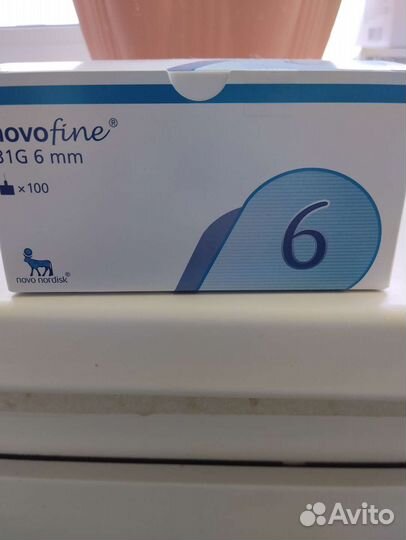 novofine®
31G 6 mm
x 100
6
novo nordisk®
Avito